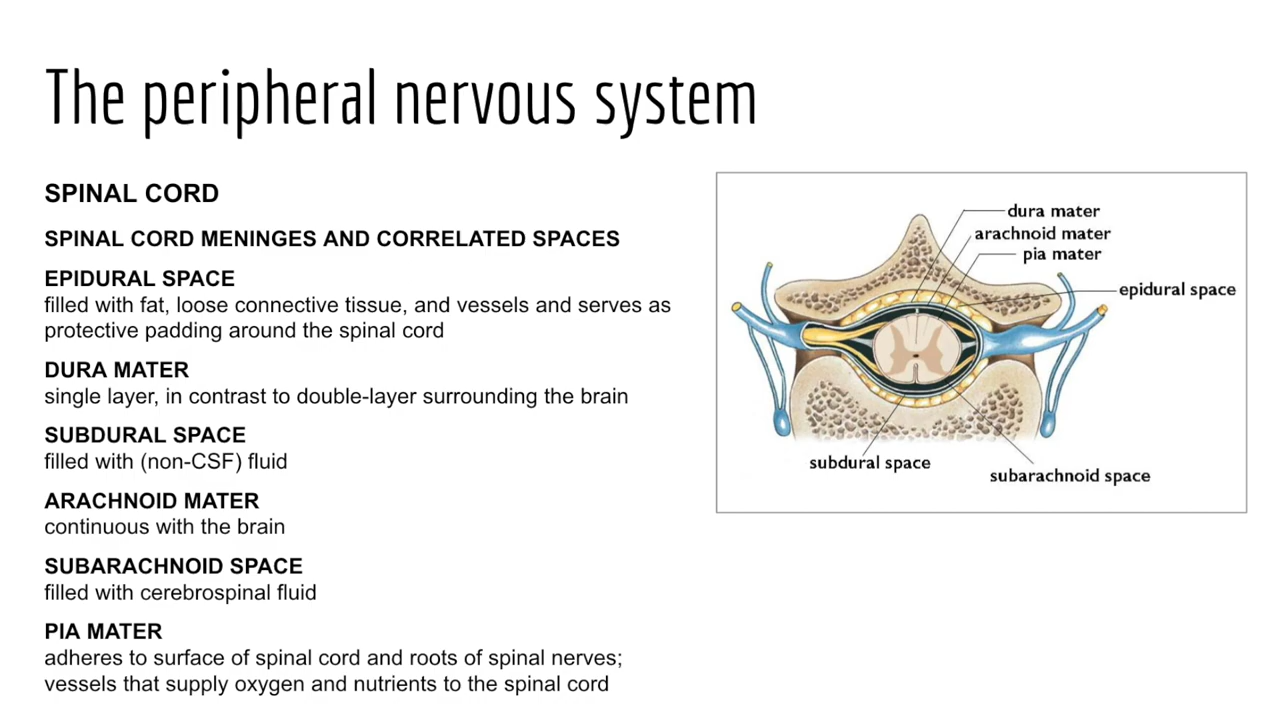 The peripheral nervous system
SPINAL CORD
SPINAL CORD MENINGES AND CORRELATED SPACES
EPIDURAL SPACE
filled with fat, loose connective tissue, and vessels and serves as
protective padding around the spinal cord
DURA MATER
single layer, in contrast to double-layer surrounding the brain
SUBDURAL SPACE
filled with (non-CSF) fluid
ARACHNOID MATER
continuous with the brain
SUBARACHNOID SPACE
filled with cerebrospinal fluid
PIA MATER
adheres to surface of spinal cord and roots of spinal nerves;
vessels that supply oxygen and nutrients to the spinal cord
dura mater
arachnoid mater
pia mater
epidural space
subdural space
subarachnoid space